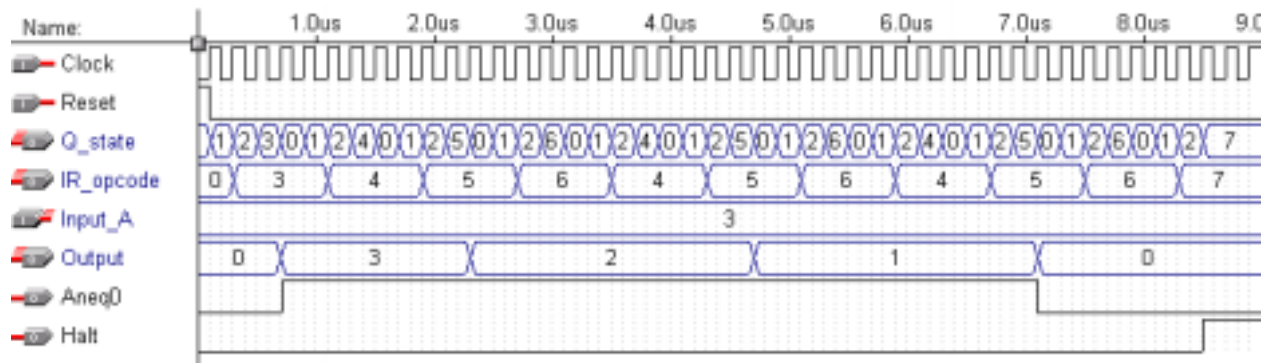 Name: 1.0us 2.0us 3.0us 4.0us 5.0us 6.0us 7.0us 8.0us 9.0
Clock
Reset
Q_state 1 2 3 0 1 2 4 0 1 2 5 0 1 2 6 0 1 2 4 0 1 2 5 0 1 2 6 0 1 2 4 0 1 2 5 0 1 2 6 0 1 2 7
IR_opcode 0 3 4 5 6 4 5 6 4 5 6 7
Input_A 3
Output 0 3 2 1 0
Aneq0
Halt